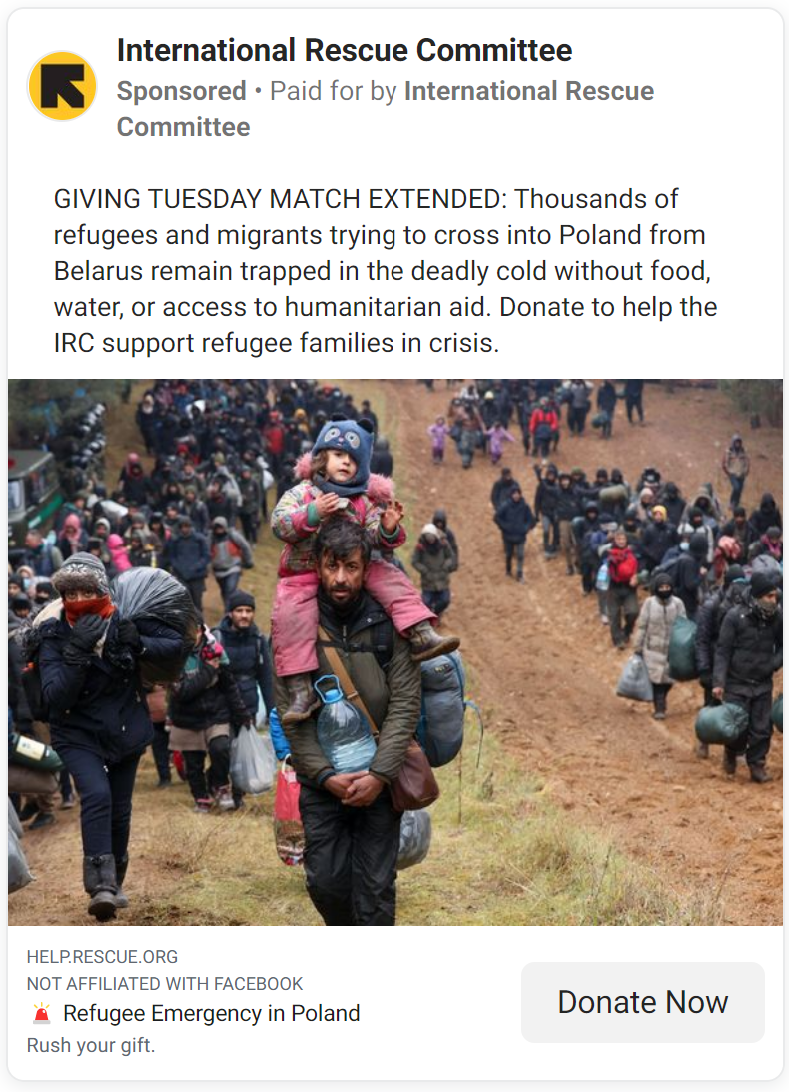 International Rescue Committee
Sponsored • Paid for by International Rescue
Committee
GIVING TUESDAY MATCH EXTENDED: Thousands of
refugees and migrants trying to cross into Poland from
Belarus remain trapped in the deadly cold without food,
water, or access to humanitarian aid. Donate to help the
IRC support refugee families in crisis.
HELP.RESCUE.ORG
NOT AFFILIATED WITH FACEBOOK
🚨 Refugee Emergency in Poland
Rush your gift.
Donate Now